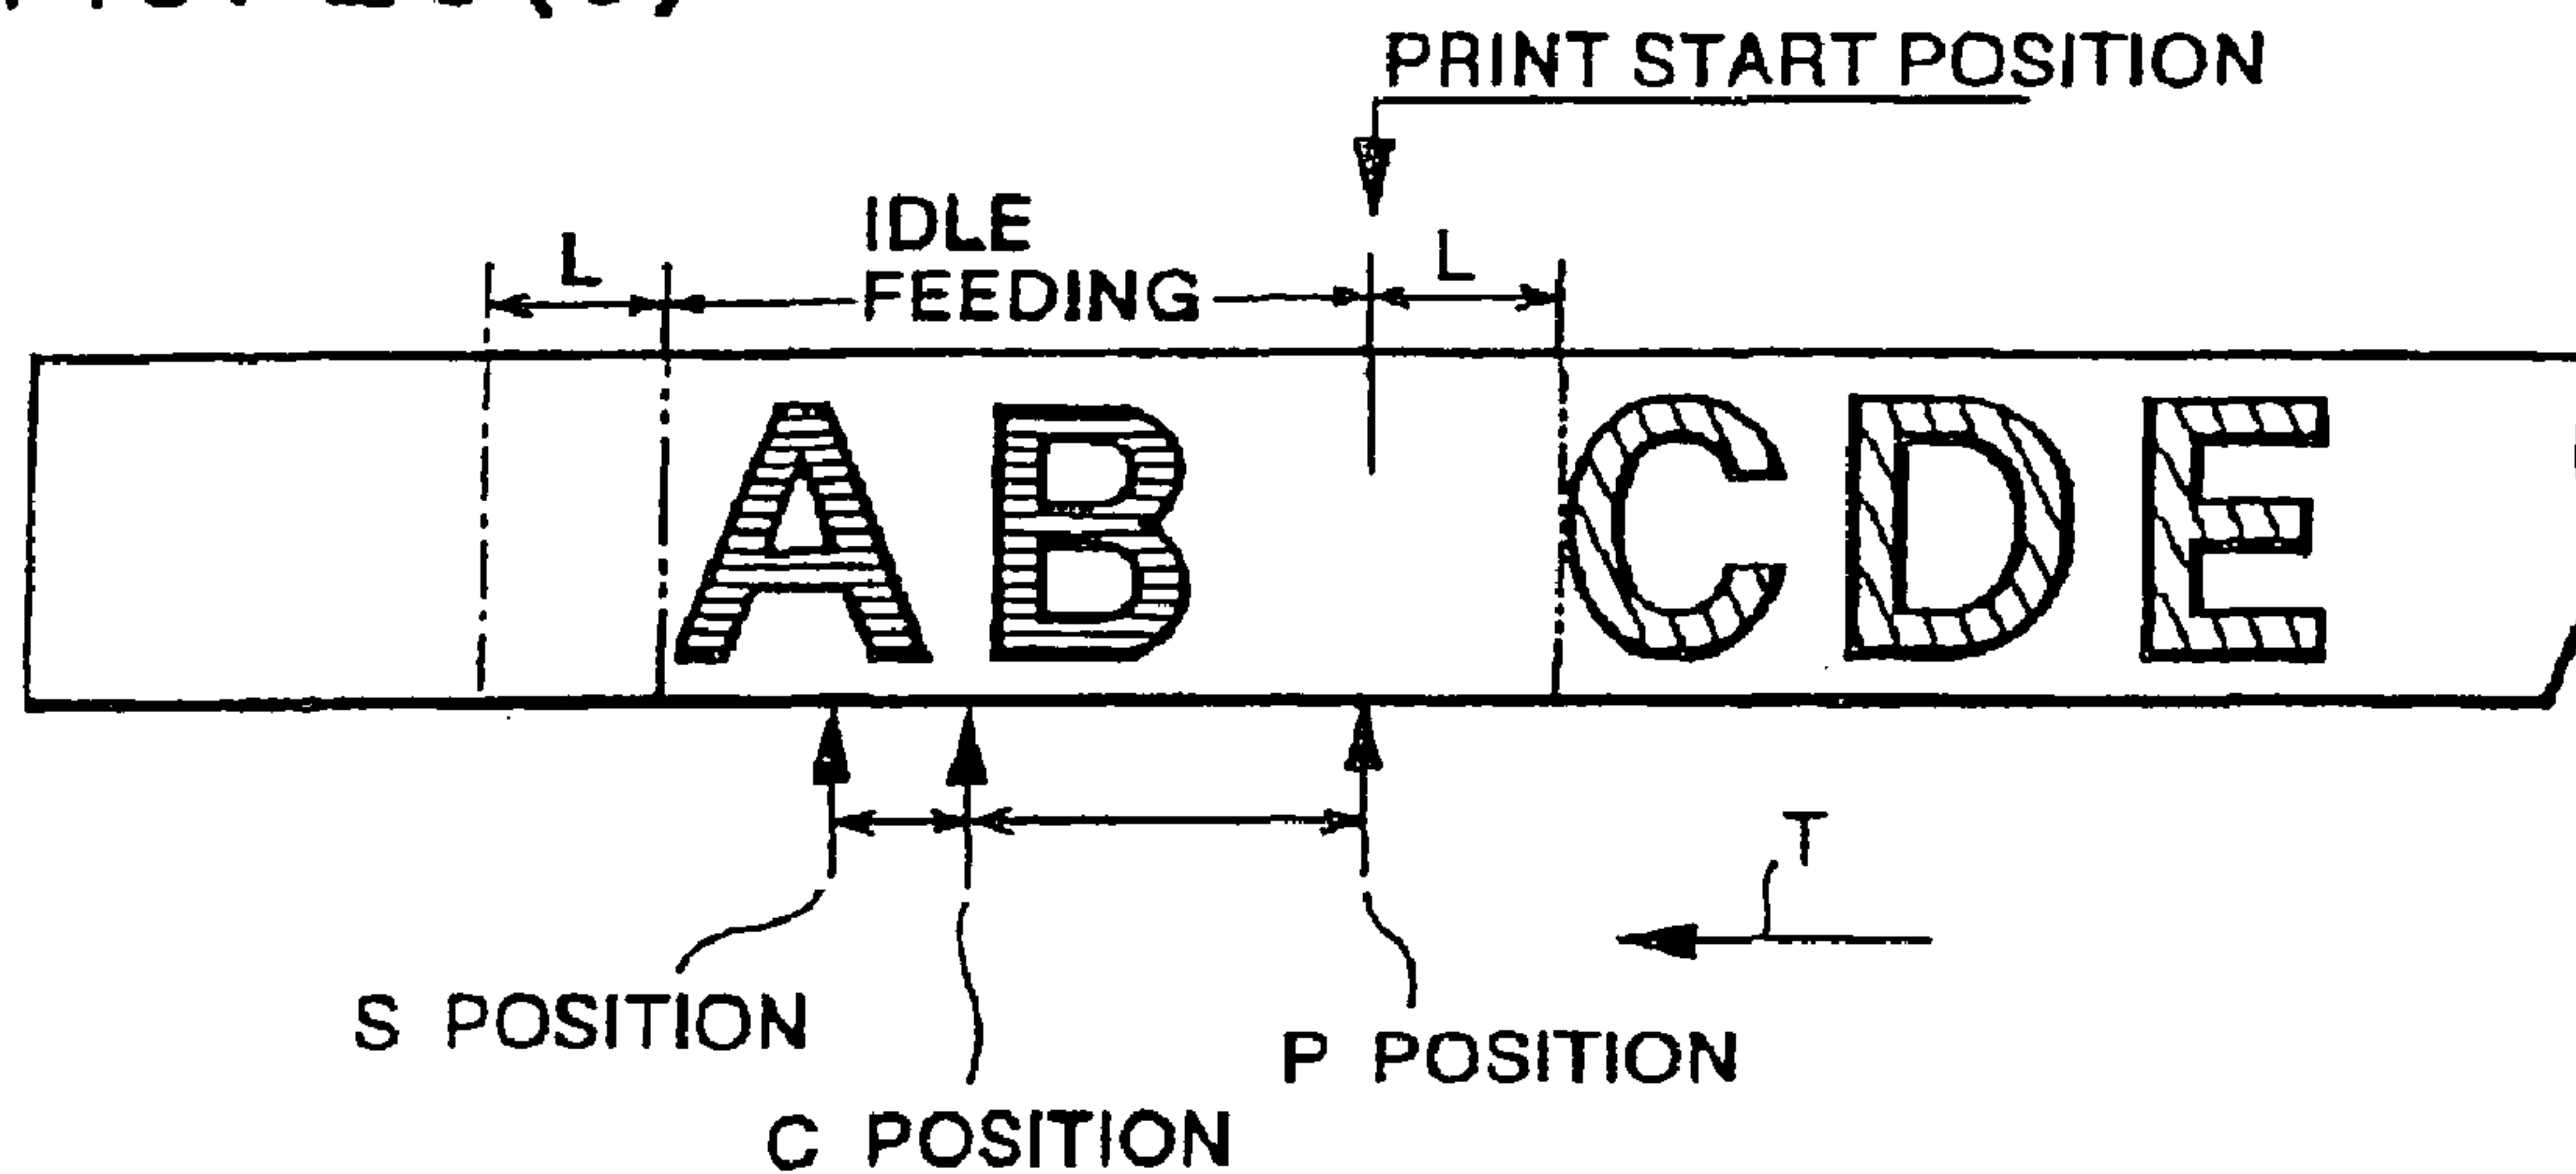 PRINT START POSITION
IDLE
FEEDING
L
L
AB CDE
T
S POSITION
P POSITION
C POSITION